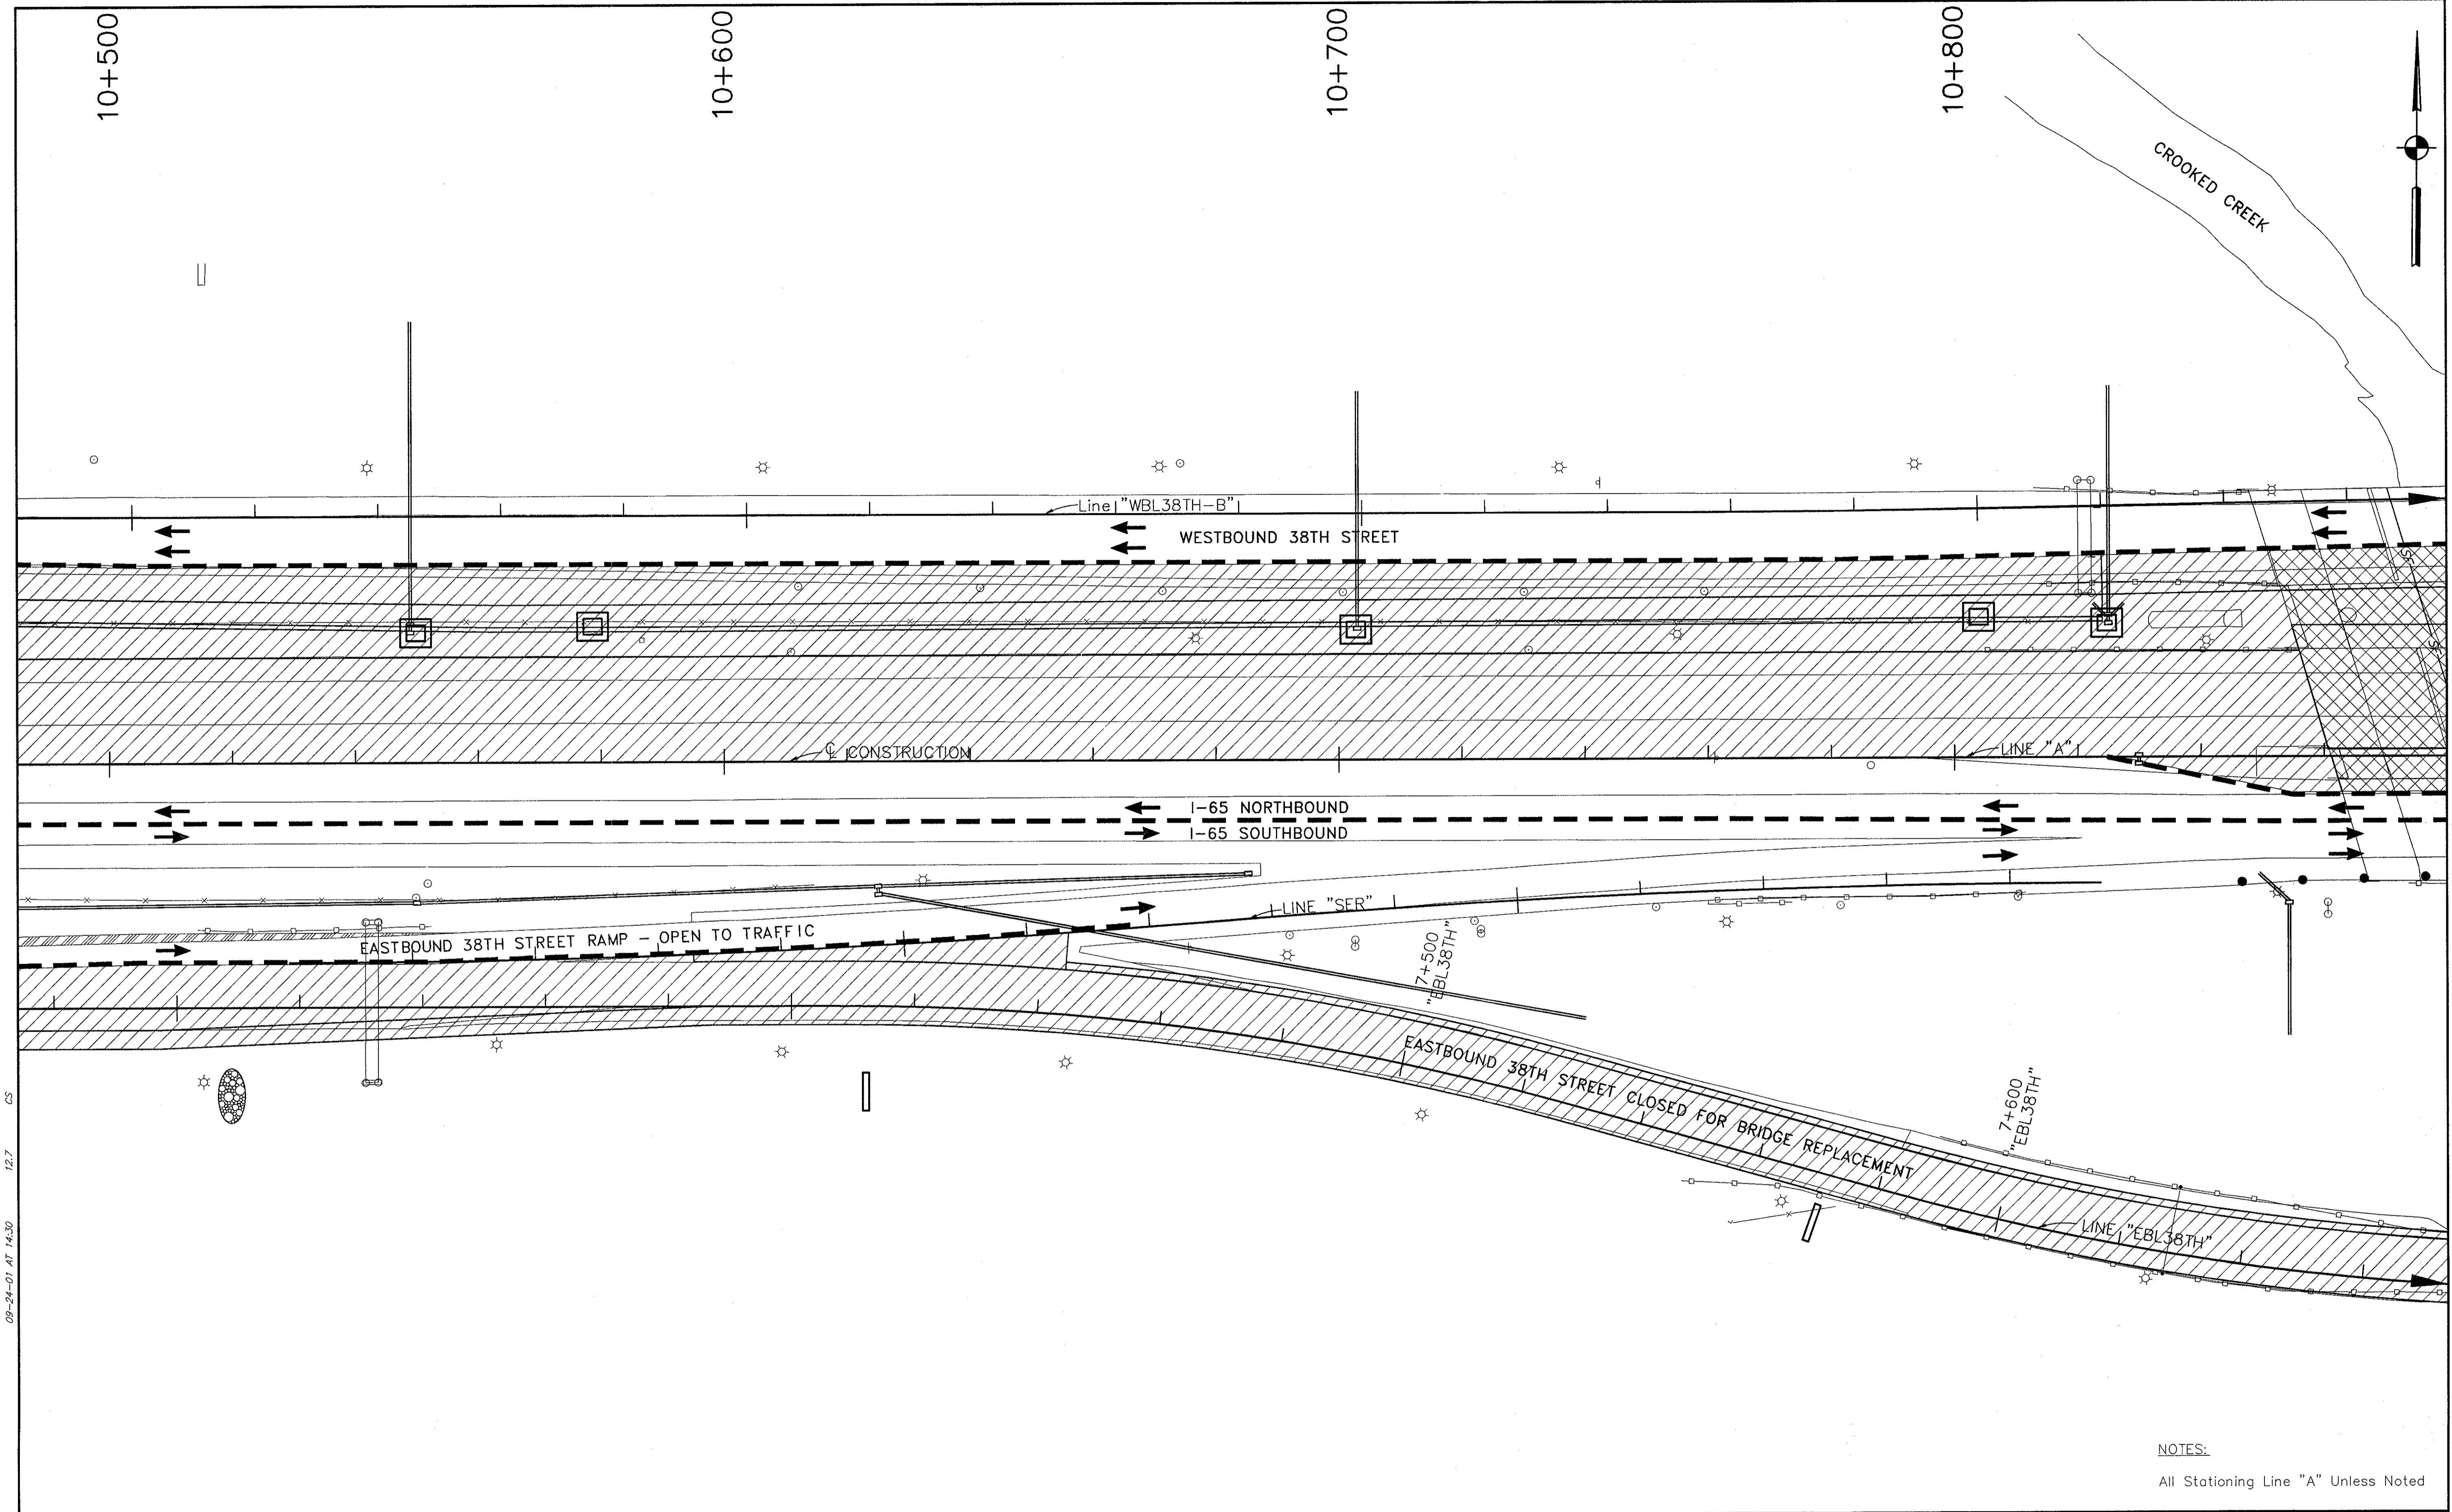 10+500
10+600
10+700
10+800
CROOKED CREEK
Line "WBL38TH-B"
WESTBOUND 38TH STREET
℄ CONSTRUCTION
LINE "A"
I-65 NORTHBOUND
I-65 SOUTHBOUND
LINE "SER"
EASTBOUND 38TH STREET RAMP - OPEN TO TRAFFIC
7+500
"EBL38TH"
EASTBOUND 38TH STREET CLOSED FOR BRIDGE REPLACEMENT
7+600
"EBL38TH"
LINE "EBL38TH"
09-24-01 AT 14:30 12.7 CS
NOTES:
All Stationing Line "A" Unless Noted